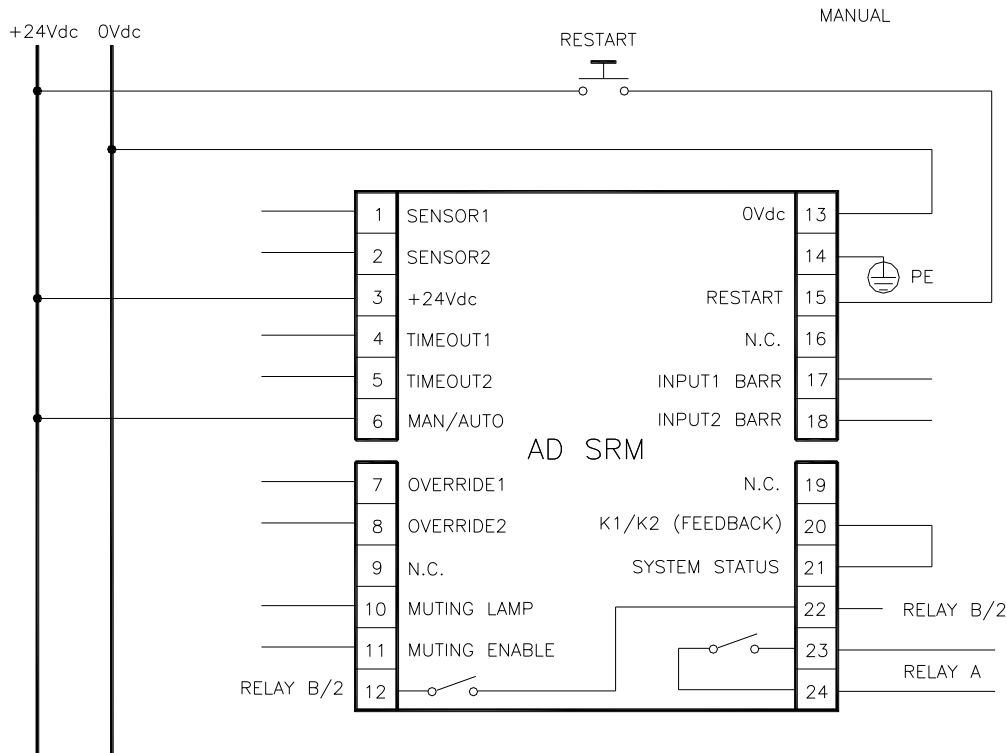 MANUAL
+24Vdc 0Vdc
RESTART
1 SENSOR1 0Vdc 13
2 SENSOR2 14 PE
3 +24Vdc RESTART 15
4 TIMEOUT1 N.C. 16
5 TIMEOUT2 INPUT1 BARR 17
6 MAN/AUTO INPUT2 BARR 18
AD SRM
7 OVERRIDE1 N.C. 19
8 OVERRIDE2 K1/K2 (FEEDBACK) 20
9 N.C. SYSTEM STATUS 21
10 MUTING LAMP 22 RELAY B/2
11 MUTING ENABLE 23
RELAY A
RELAY B/2 12 24